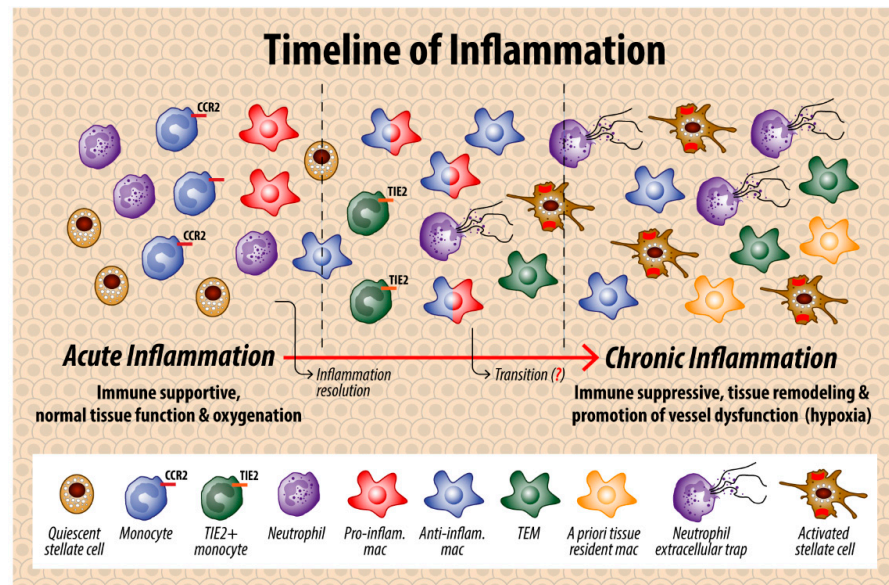 Timeline of Inflammation
CCR2
CCR2
TIE2
TIE2
Acute Inflammation
Chronic Inflammation
Inflammation
resolution
Transition (?)
Immune supportive,
normal tissue function & oxygenation
Immune suppressive, tissue remodeling &
promotion of vessel dysfunction (hypoxia)
CCR2
TIE2
Quiescent
stellate cell
Monocyte
TIE2+
monocyte
Neutrophil
Pro-inflam.
mac
Anti-inflam.
mac
TEM
A priori tissue
resident mac
Neutrophil
extracellular trap
Activated
stellate cell